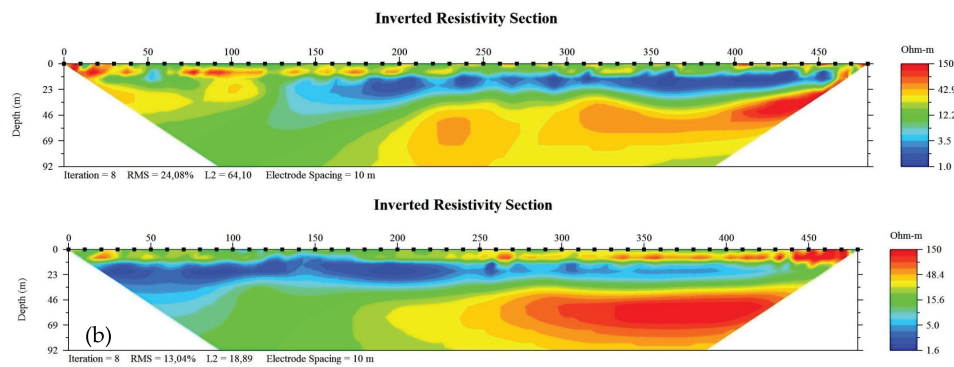 Inverted Resistivity Section
0 50 100 150 200 250 300 350 400 450
Ohm-m
Depth (m)
0
23
46
69
92
150
42.9
12.2
3.5
1.0
Iteration = 8 RMS = 24,08% L2 = 64,10 Electrode Spacing = 10 m
Inverted Resistivity Section
0 50 100 150 200 250 300 350 400 450
Ohm-m
Depth (m)
0
23
46
69
92
150
48.4
15.6
5.0
1.6
(b)
Iteration = 8 RMS = 13,04% L2 = 18,89 Electrode Spacing = 10 m